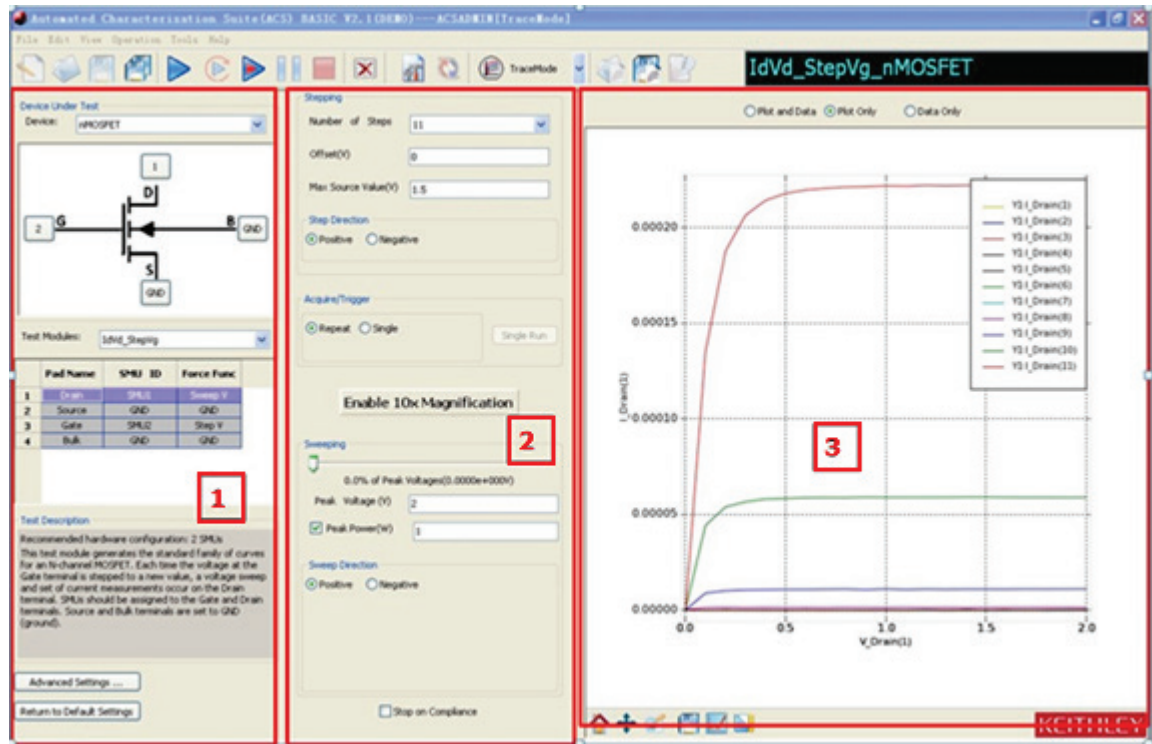 Automated Characterization Suite(ACS) BASIC V2.1(DEMO)---ACSADMIN[TraceMode]
File Edit View Operation Tools Help
TraceMode
IdVd_StepVg_nMOSFET
Device Under Test
Device: nMOSFET
1
D
2
G
B
GND
S
GND
Test Modules: IdVd_StepVg
Pad Name SMU ID Force Func
1 Drain SMU1 Sweep V
2 Source GND GND
3 Gate SMU2 Step V
4 Bulk GND GND
1
Test Description
Recommended hardware configuration: 2 SMUs
This test module generates the standard family of curves
for an N-channel MOSFET. Each time the voltage at the
Gate terminal is stepped to a new value, a voltage sweep
and set of current measurements occur on the Drain
terminal. SMUs should be assigned to the Gate and Drain
terminals. Source and Bulk terminals are set to GND
(ground).
Advanced Settings ...
Return to Default Settings
Stepping
Number of Steps 11
Offset(V) 0
Max Source Value(V) 1.5
Step Direction
Positive Negative
Acquire/Trigger
Repeat Single
Single Run
Enable 10x Magnification
2
Sweeping
0.0% of Peak Voltages(0.0000e+000V)
Peak Voltage (V) 2
Peak Power(W) 1
Sweep Direction
Positive Negative
Stop on Compliance
Plot and Data Plot Only Data Only
Y1 I_Drain(1)
Y1 I_Drain(2)
Y1 I_Drain(3)
Y1 I_Drain(4)
Y1 I_Drain(5)
Y1 I_Drain(6)
Y1 I_Drain(7)
Y1 I_Drain(8)
Y1 I_Drain(9)
Y1 I_Drain(10)
Y1 I_Drain(11)
0.00020
0.00015
0.00010
0.00005
0.00000
I_Drain(1)
3
0.0 0.5 1.0 1.5 2.0
V_Drain(1)
KEITHLEY